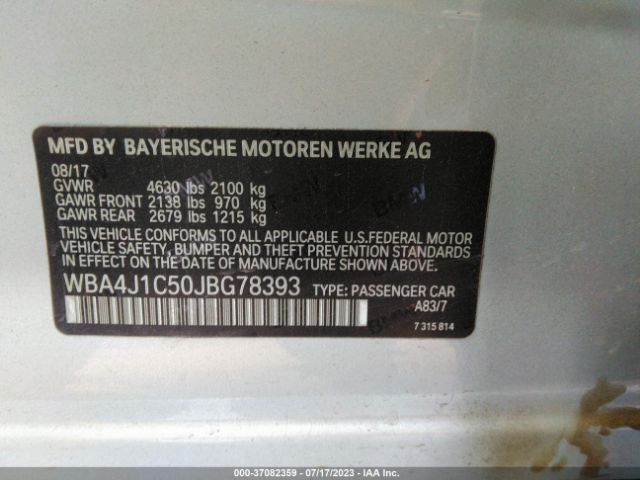 MFD BY BAYERISCHE MOTOREN WERKE AG
08/17
GVWR 4630 lbs 2100 kg
GAWR FRONT 2138 lbs 970 kg
GAWR REAR 2679 lbs 1215 kg
THIS VEHICLE CONFORMS TO ALL APPLICABLE U.S.FEDERAL MOTOR
VEHICLE SAFETY, BUMPER AND THEFT PREVENTION STANDARDS
IN EFFECT ON THE DATE OF MANUFACTURE SHOWN ABOVE.
WBA4J1C50JBG78393 TYPE: PASSENGER CAR
A83/7
7 315 814
000-37082359 - 07/17/2023 - IAA Inc.